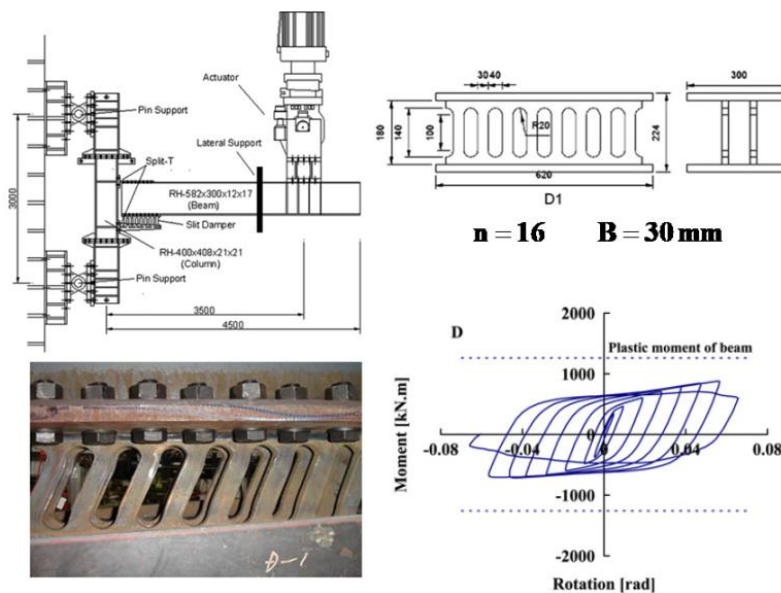 Actuator
Pin Support
Lateral Support
Split-T
RH-582x300x12x17
(Beam)
3000
Slit Damper
RH-400x408x21x21
(Column)
Pin Support
3500
4500
3040
300
180
140
100
R20
224
620
D1
n = 16 B = 30 mm
D-1
2000
D
Plastic moment of beam
1000
0
-0.08
-0.04
0
0.04
0.08
-1000
-2000
Moment [kN.m]
Rotation [rad]